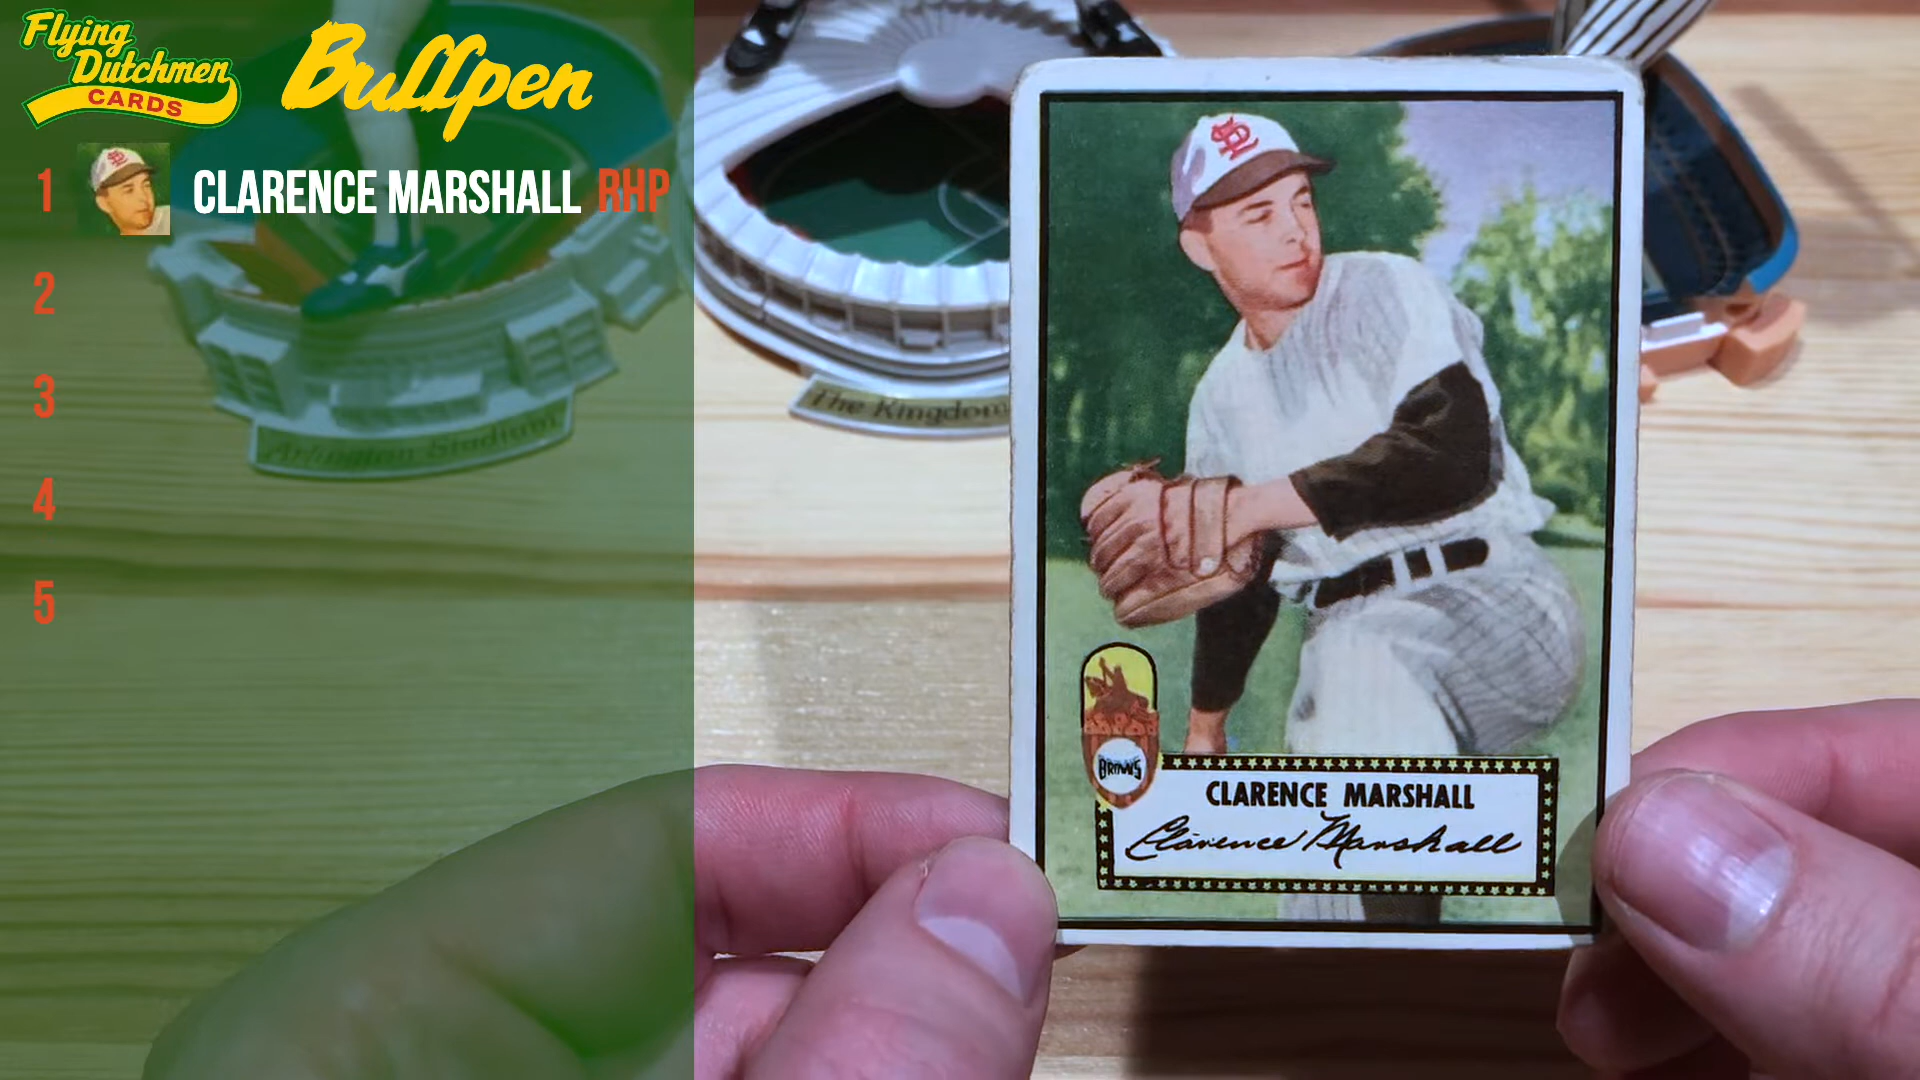 Flying
Dutchmen
CARDS
Bullpen
1 CLARENCE MARSHALL RHP
2
3
4
5
Arlington Stadium
The Kingdom
BROWNS
CLARENCE MARSHALL
Clarence Marshall